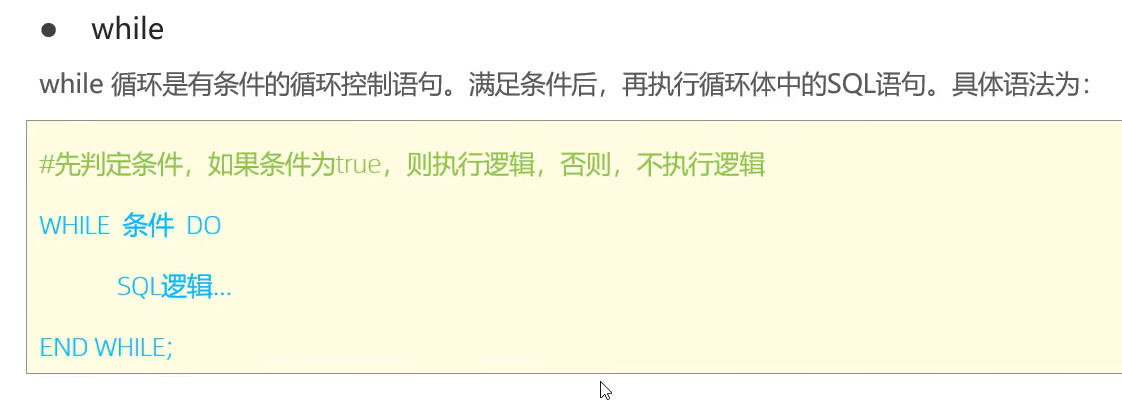 ● while
while 循环是有条件的循环控制语句。满足条件后，再执行循环体中的SQL语句。具体语法为：
#先判定条件，如果条件为true，则执行逻辑，否则，不执行逻辑
WHILE 条件 DO
SQL逻辑...
END WHILE;